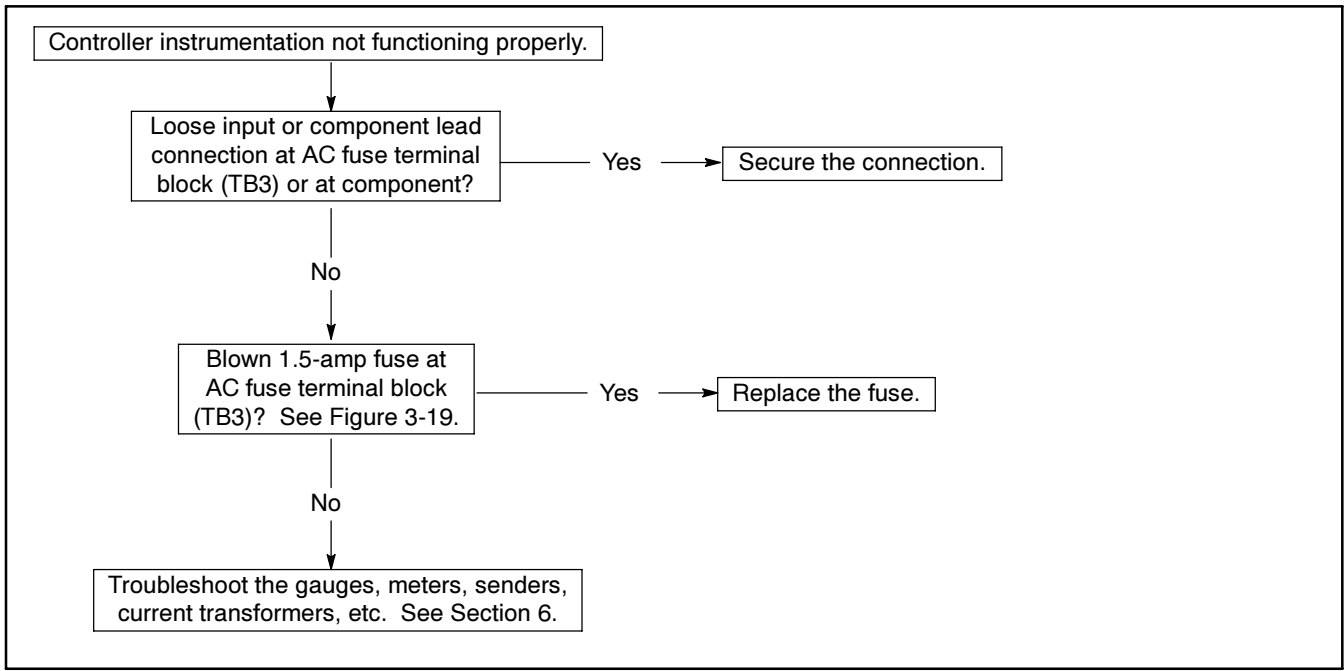 Controller instrumentation not functioning properly.
Loose input or component lead
connection at AC fuse terminal
block (TB3) or at component?
Yes
Secure the connection.
No
Blown 1.5-amp fuse at
AC fuse terminal block
(TB3)?  See Figure 3-19.
Yes
Replace the fuse.
No
Troubleshoot the gauges, meters, senders,
current transformers, etc.  See Section 6.